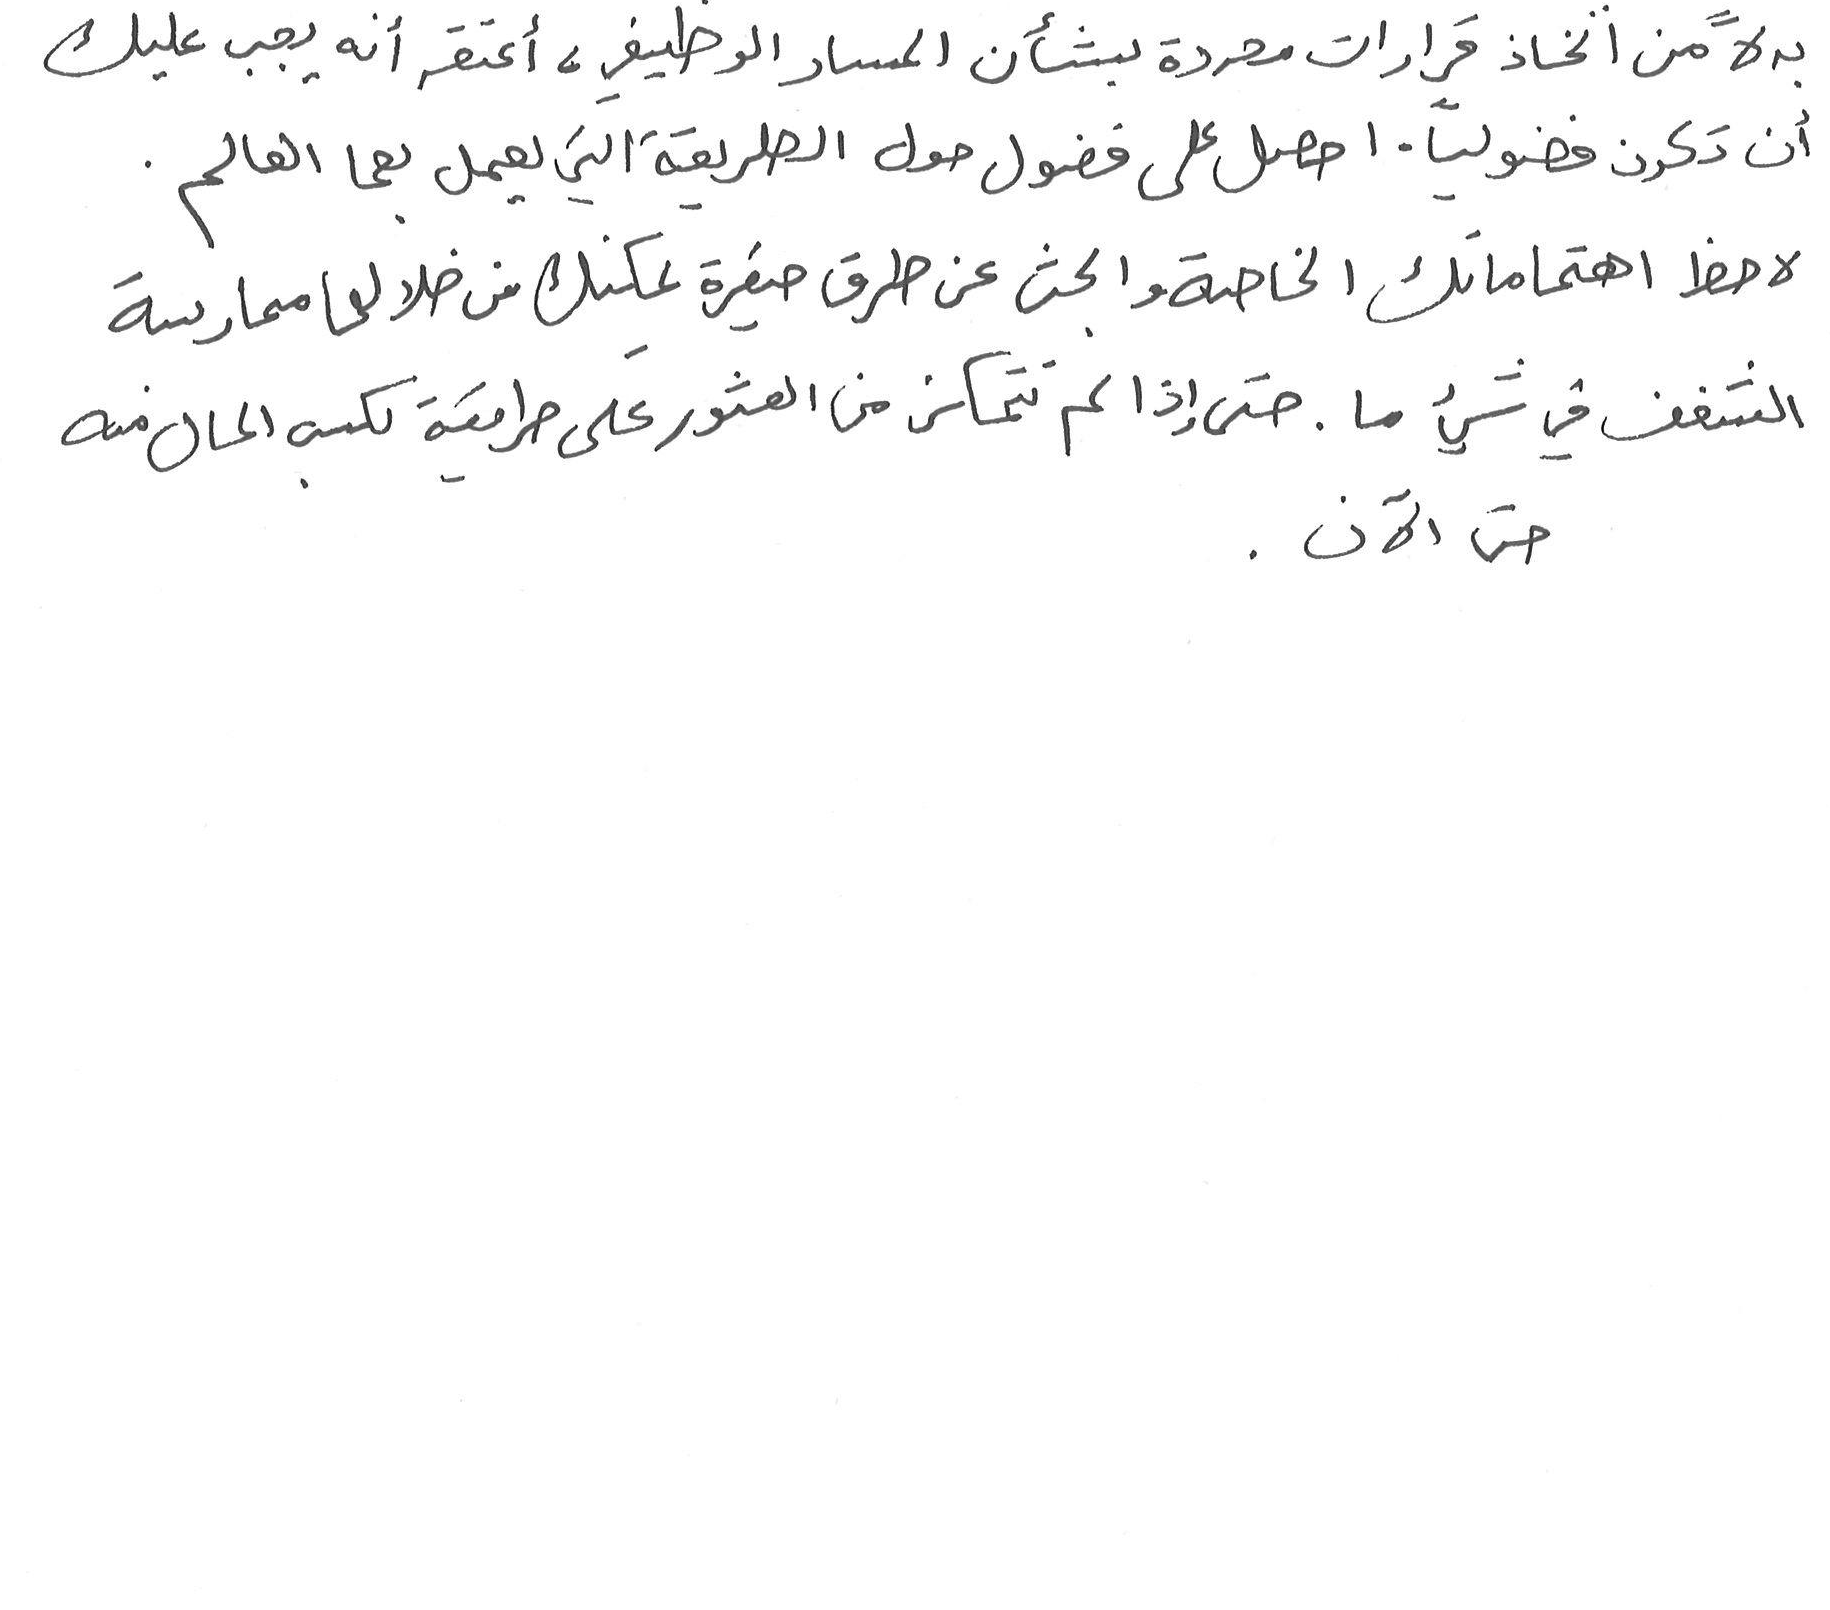 بدلاً من اتخاذ قرارات محددة بشأن المسار الوظيفي، أعتقد أنه يجب عليك
أن تكون فضولياً. احصل على فضول حول الطريقة التي يعمل بها العالم.
لاحظ اهتماماتك الخاصة وابحث عن طرق صغيرة يمكنك من خلالها ممارسة
الشغف في شيء ما. حتى إذا لم تتمكن من العثور على طريقة لكسب المال منه
حتى الآن.